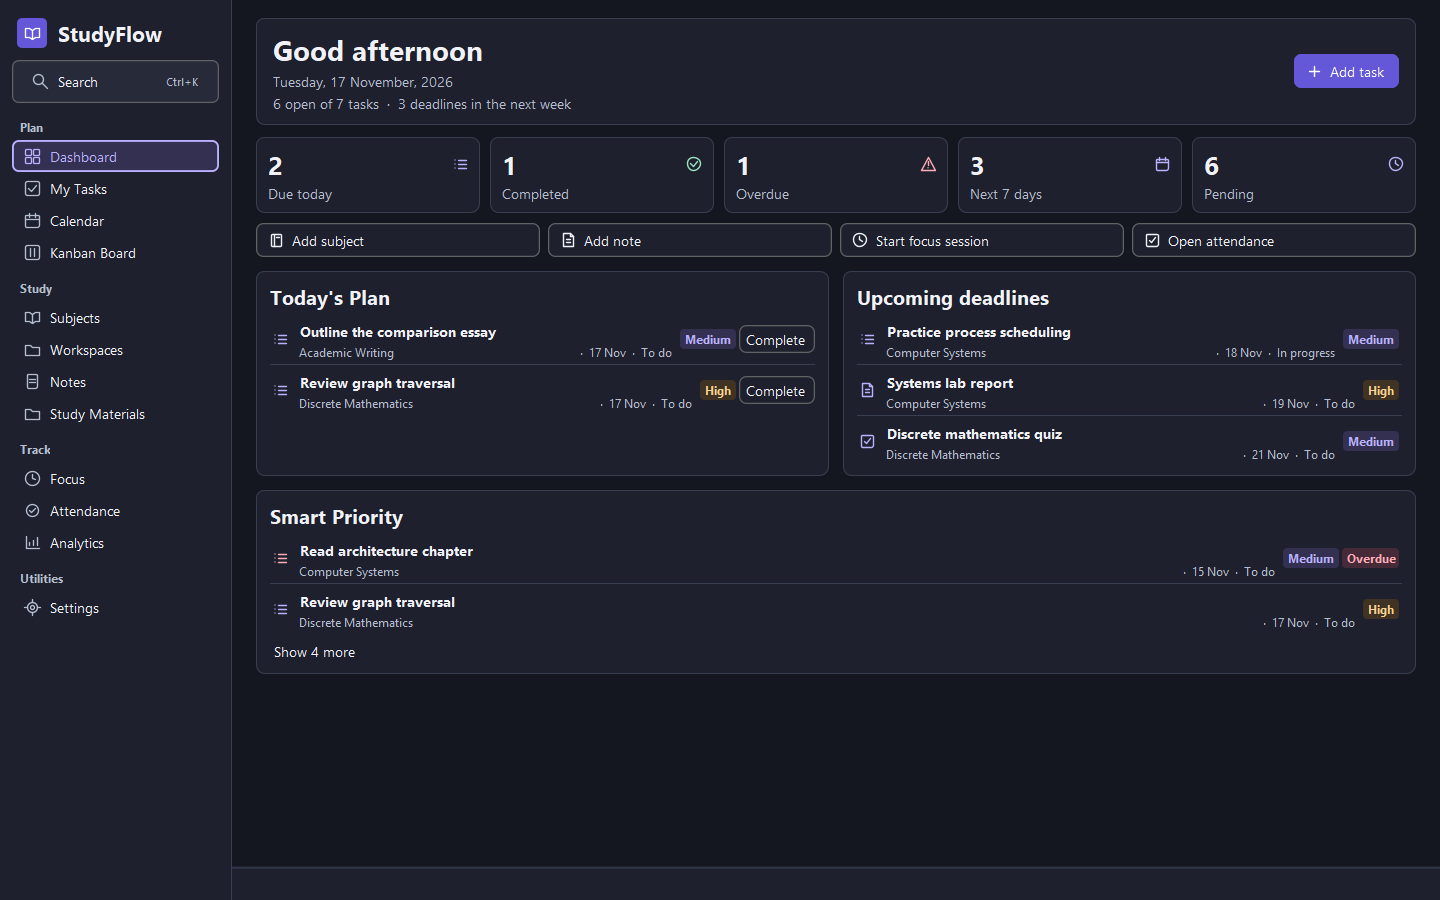 StudyFlow
Search Ctrl+K
Plan
Dashboard
My Tasks
Calendar
Kanban Board
Study
Subjects
Workspaces
Notes
Study Materials
Track
Focus
Attendance
Analytics
Utilities
Settings
Good afternoon
Tuesday, 17 November, 2026
6 open of 7 tasks · 3 deadlines in the next week
Add task
2
Due today
1
Completed
1
Overdue
3
Next 7 days
6
Pending
Add subject
Add note
Start focus session
Open attendance
Today's Plan
Outline the comparison essay
Academic Writing · 17 Nov · To do Medium Complete
Review graph traversal
Discrete Mathematics · 17 Nov · To do High Complete
Upcoming deadlines
Practice process scheduling
Computer Systems · 18 Nov · In progress Medium
Systems lab report
Computer Systems · 19 Nov · To do High
Discrete mathematics quiz
Discrete Mathematics · 21 Nov · To do Medium
Smart Priority
Read architecture chapter
Computer Systems · 15 Nov · To do Medium Overdue
Review graph traversal
Discrete Mathematics · 17 Nov · To do High
Show 4 more